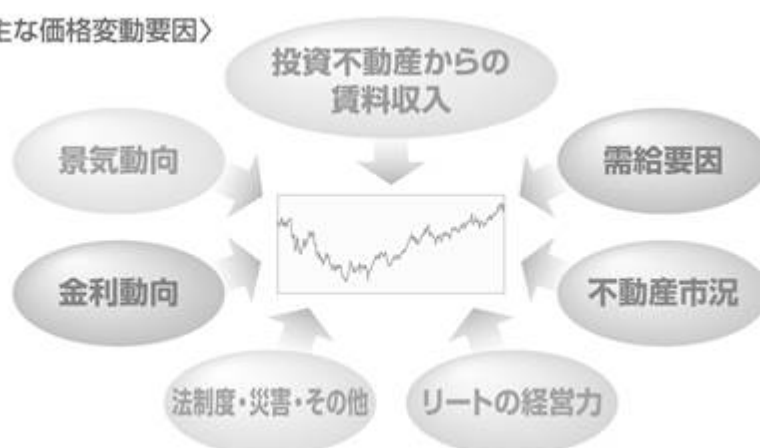 主な価格変動要因〉
投資不動産からの
賃料収入
景気動向
需給要因
金利動向
不動産市況
法制度・災害・その他
リートの経営力